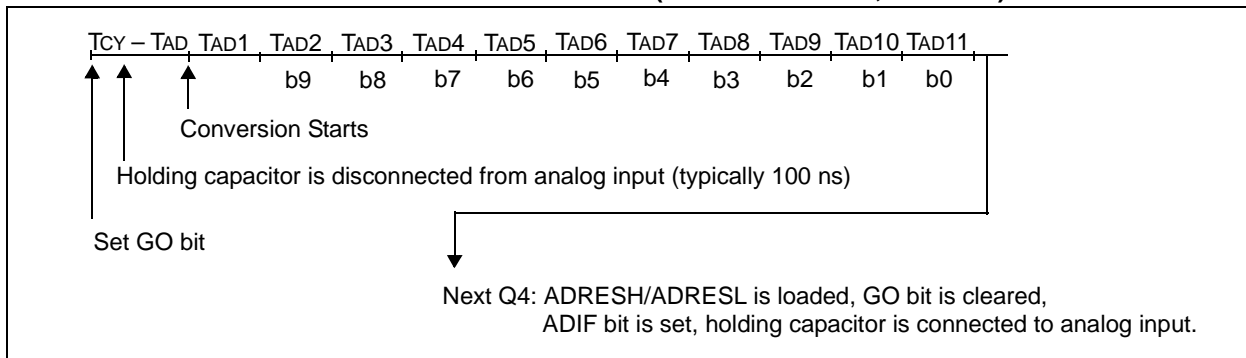 TCY – TAD TAD1 TAD2 TAD3 TAD4 TAD5 TAD6 TAD7 TAD8 TAD9 TAD10 TAD11
b9 b8 b7 b6 b5 b4 b3 b2 b1 b0
Conversion Starts
Holding capacitor is disconnected from analog input (typically 100 ns)
Set GO bit
Next Q4: ADRESH/ADRESL is loaded, GO bit is cleared,
ADIF bit is set, holding capacitor is connected to analog input.